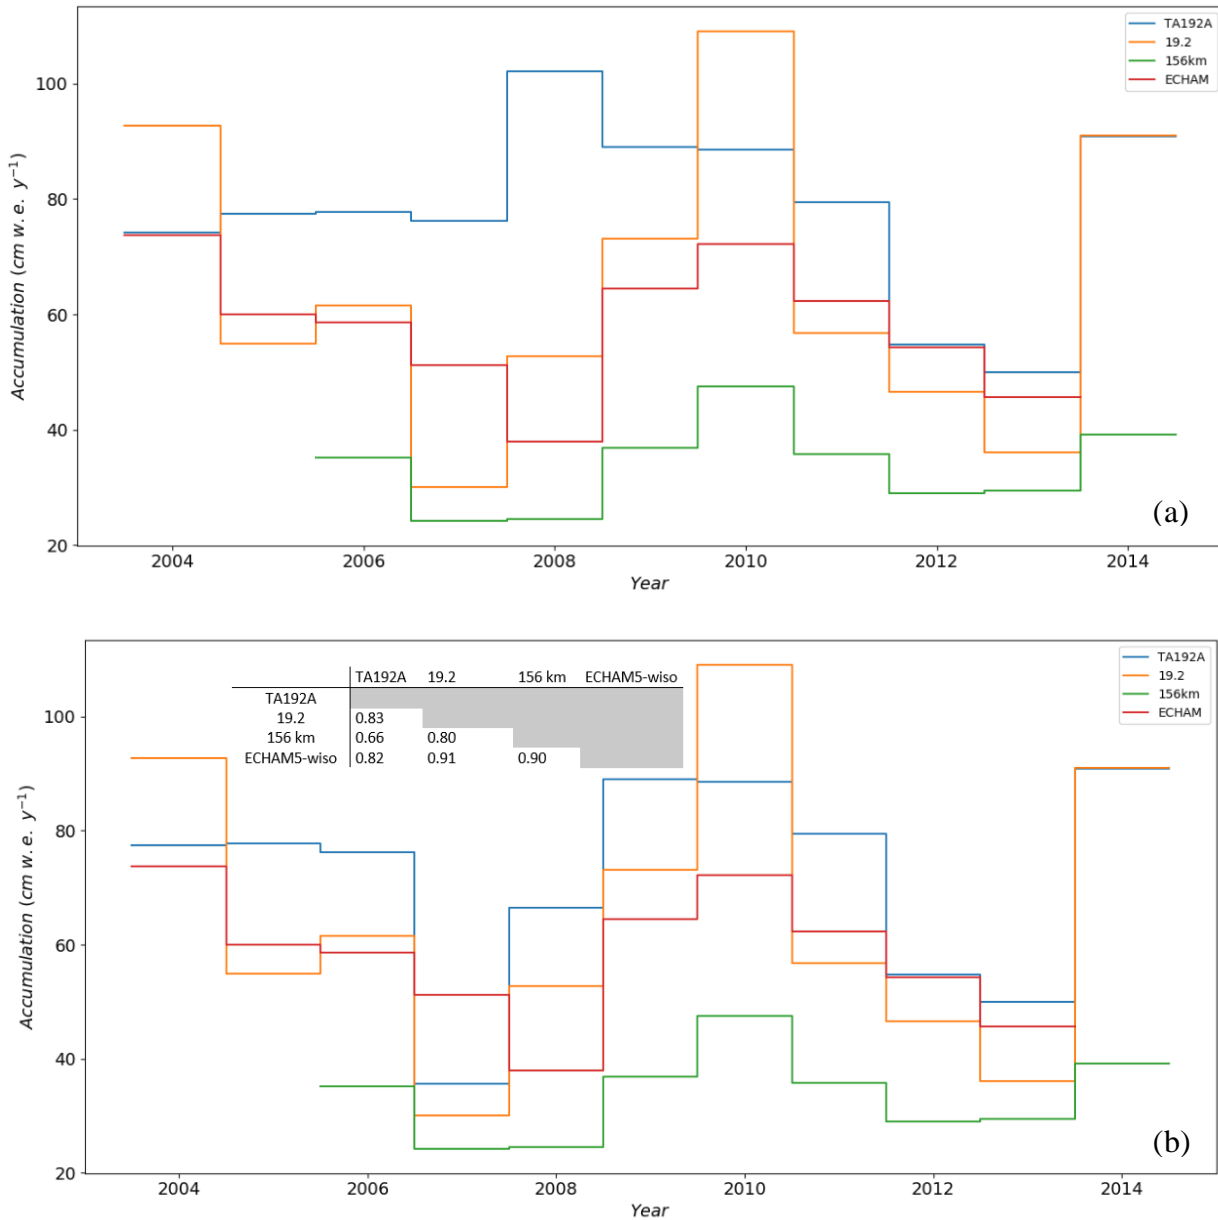 TA192A
19.2
156km
ECHAM
100
80
60
40
20
Accumulation (cm w.e. y⁻¹)
(a)
2004 2006 2008 2010 2012 2014
Year
TA192A 19.2 156 km ECHAM5-wiso
TA192A
19.2 0.83
156 km 0.66 0.80
ECHAM5-wiso 0.82 0.91 0.90
TA192A
19.2
156km
ECHAM
100
80
60
40
20
Accumulation (cm w.e. y⁻¹)
(b)
2004 2006 2008 2010 2012 2014
Year